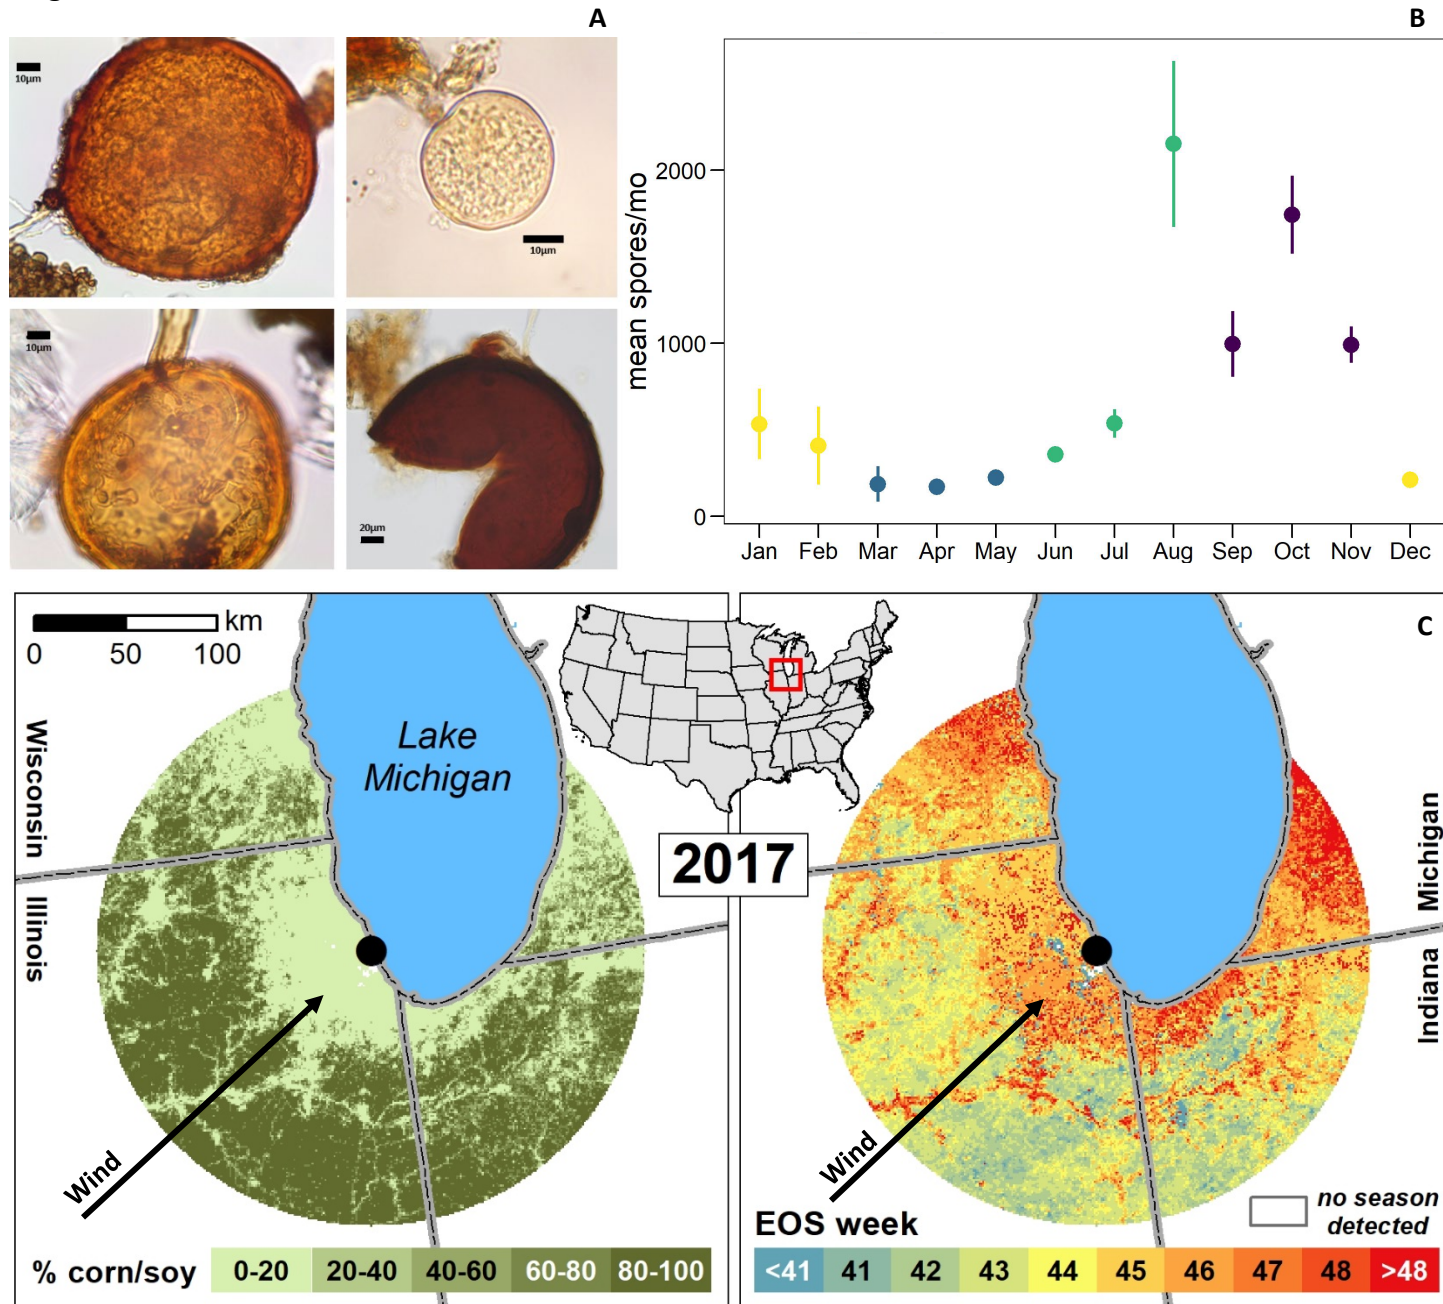 A
B
10µm
10µm
10µm
20µm
mean spores/mo
2000
1000
0
Jan Feb Mar Apr May Jun Jul Aug Sep Oct Nov Dec
C
km
0 50 100
Wisconsin
Illinois
Lake
Michigan
Wind
% corn/soy 0-20 20-40 40-60 60-80 80-100
2017
Michigan
Indiana
Wind
no season
detected
EOS week
<41 41 42 43 44 45 46 47 48 >48